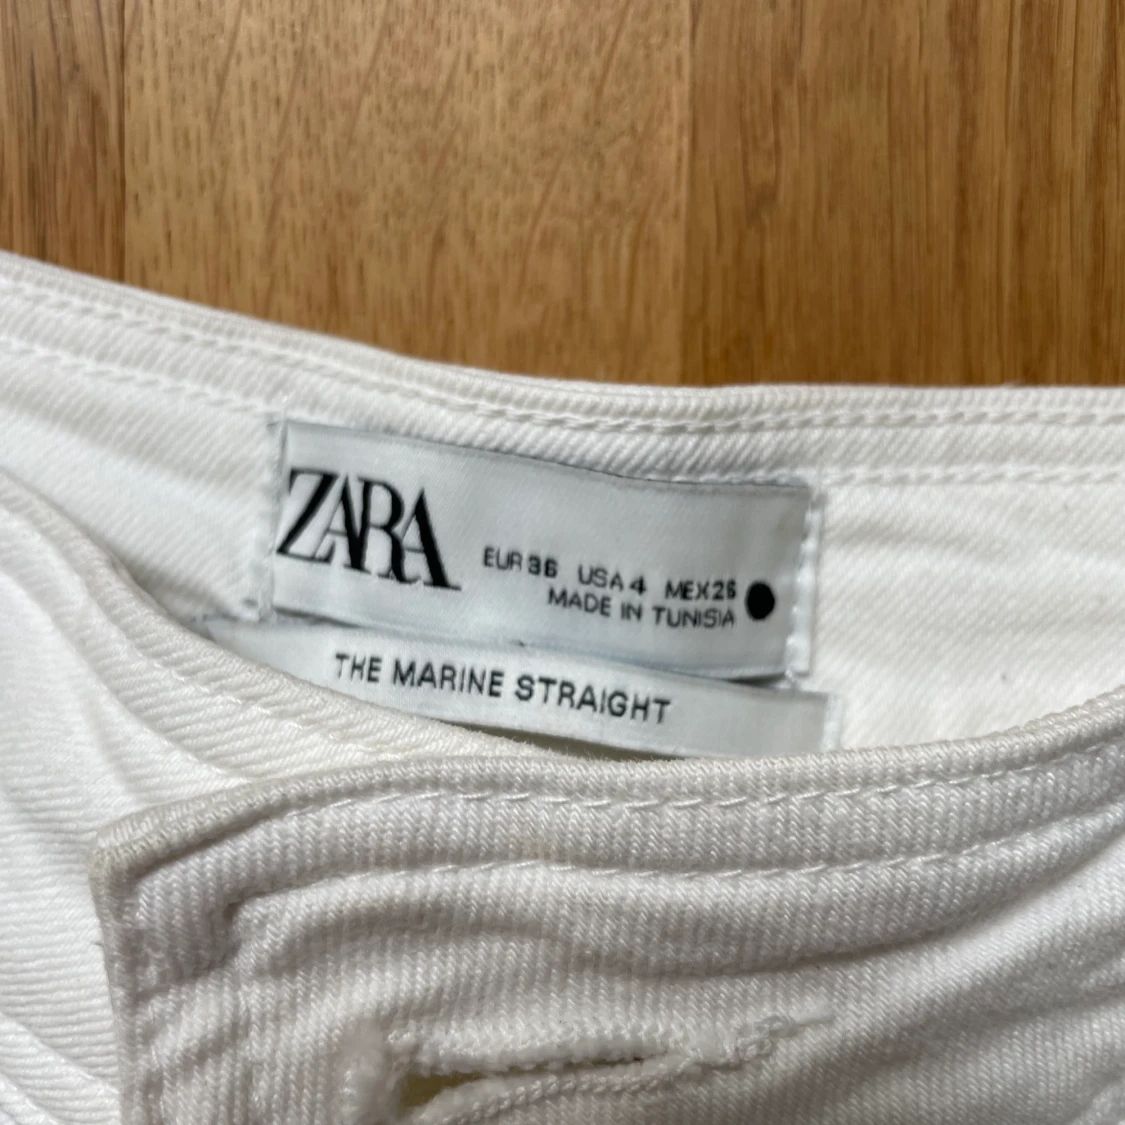 ZARA
EUR 36 USA 4 MEX 26
MADE IN TUNISIA
THE MARINE STRAIGHT